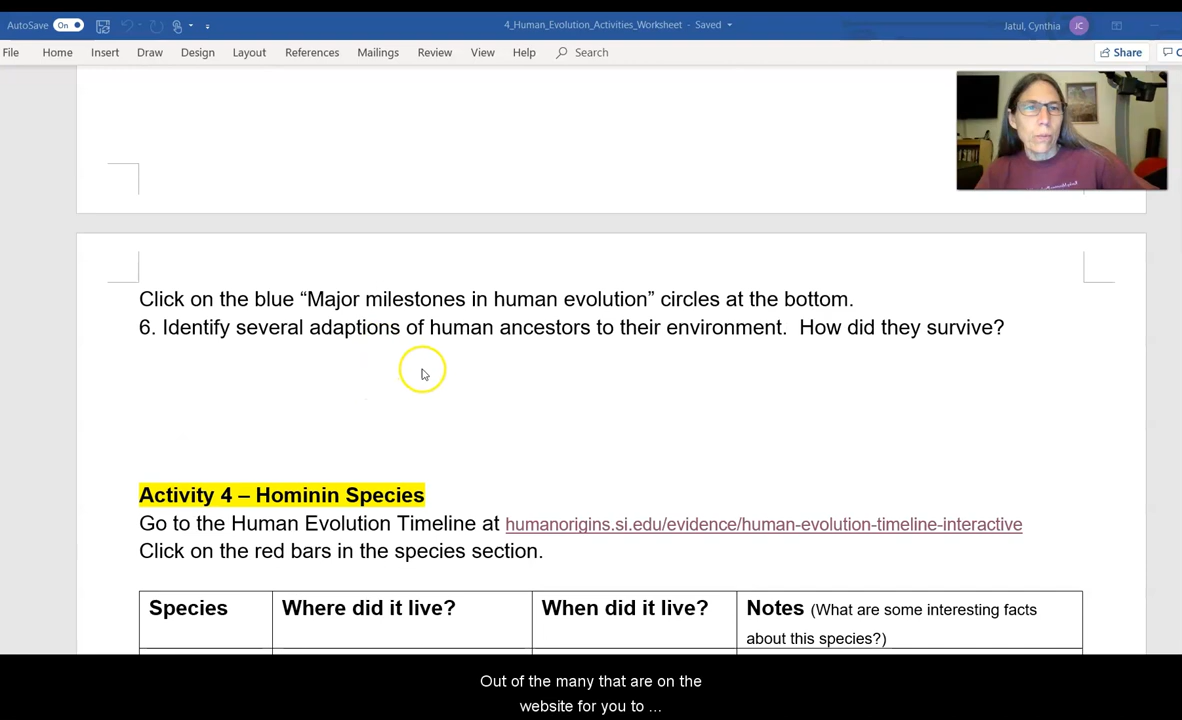 AutoSave On 4_Human_Evolution_Activities_Worksheet - Saved Jatul, Cynthia JC
File Home Insert Draw Design Layout References Mailings Review View Help Search Share C
Click on the blue “Major milestones in human evolution” circles at the bottom.
6. Identify several adaptions of human ancestors to their environment. How did they survive?
Activity 4 – Hominin Species
Go to the Human Evolution Timeline at humanorigins.si.edu/evidence/human-evolution-timeline-interactive
Click on the red bars in the species section.
Species Where did it live? When did it live? Notes (What are some interesting facts
about this species?)
Out of the many that are on the
website for you to ...